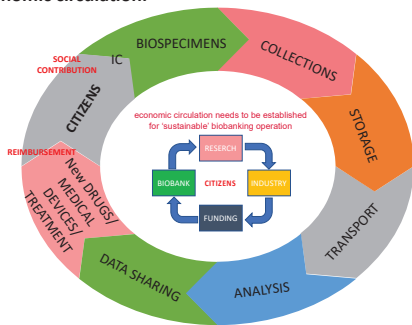 nomic circulation.
SOCIAL
CONTRIBUTION
IC
BIOSPECIMENS
COLLECTIONS
STORAGE
TRANSPORT
ANALYSIS
DATA SHARING
New DRUGS/
MEDICAL
DEVICES/
TREATMENT
REIMBURSEMENT
CITIZENS
economic circulation needs to be established
for ‘sustainable’ biobanking operation
RESERCH
BIOBANK
CITIZENS
INDUSTRY
FUNDING